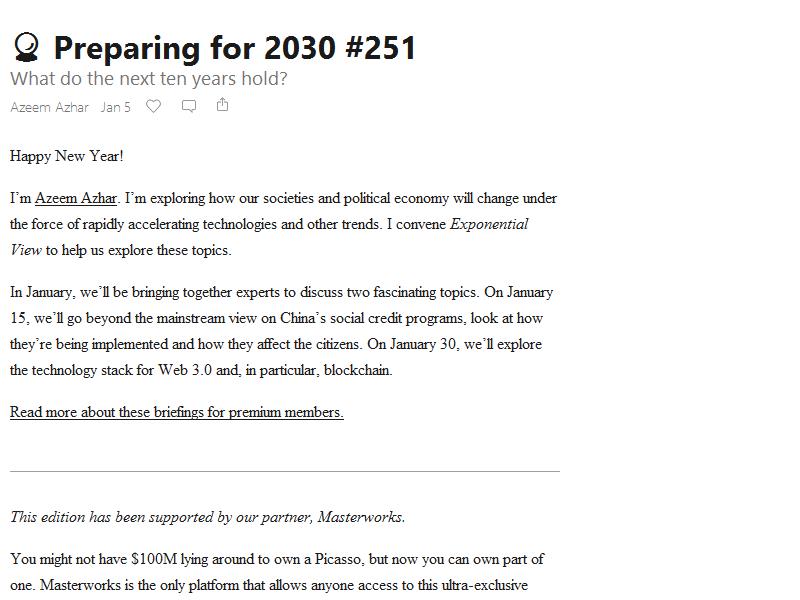 Preparing for 2030 #251
What do the next ten years hold?
Azeem Azhar Jan 5
Happy New Year!
I’m Azeem Azhar. I’m exploring how our societies and political economy will change under
the force of rapidly accelerating technologies and other trends. I convene Exponential
View to help us explore these topics.
In January, we’ll be bringing together experts to discuss two fascinating topics. On January
15, we’ll go beyond the mainstream view on China’s social credit programs, look at how
they’re being implemented and how they affect the citizens. On January 30, we’ll explore
the technology stack for Web 3.0 and, in particular, blockchain.
Read more about these briefings for premium members.
This edition has been supported by our partner, Masterworks.
You might not have $100M lying around to own a Picasso, but now you can own part of
one. Masterworks is the only platform that allows anyone access to this ultra-exclusive